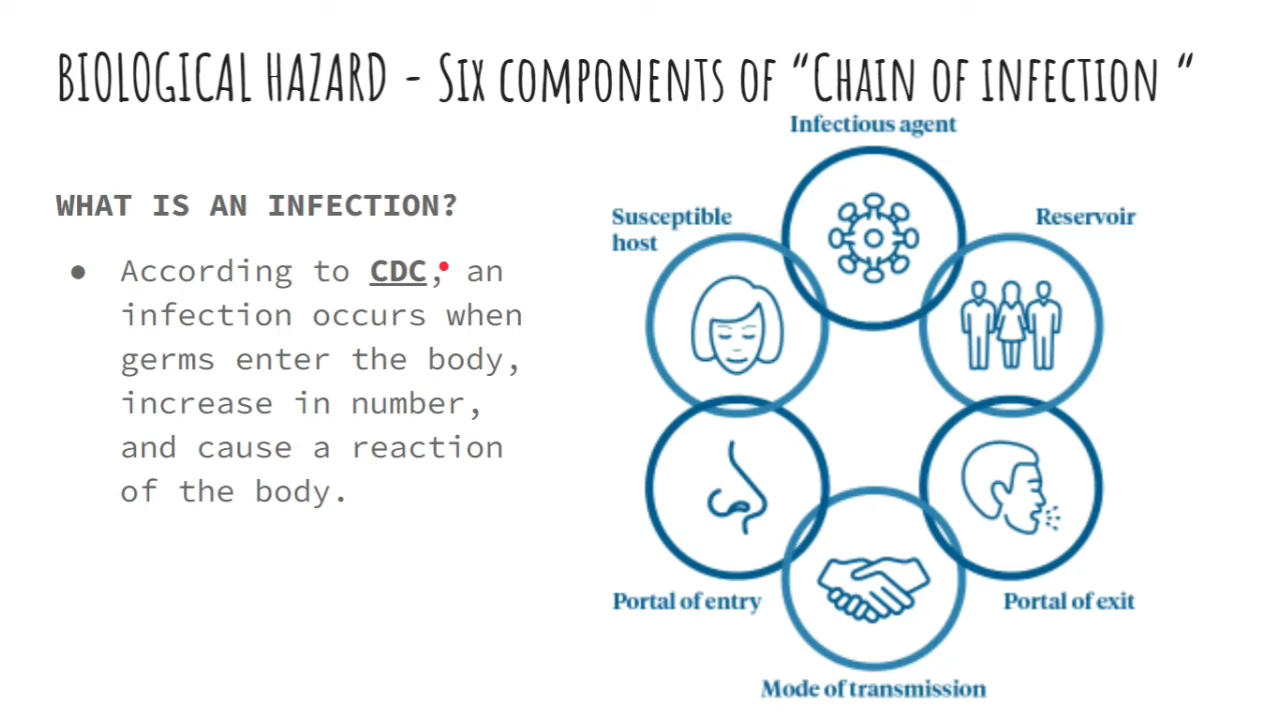 BIOLOGICAL HAZARD - SIX COMPONENTS OF “CHAIN OF INFECTION “
WHAT IS AN INFECTION?
● According to CDC, an
infection occurs when
germs enter the body,
increase in number,
and cause a reaction
of the body.
Infectious agent
Susceptible
host
Reservoir
Portal of entry
Portal of exit
Mode of transmission